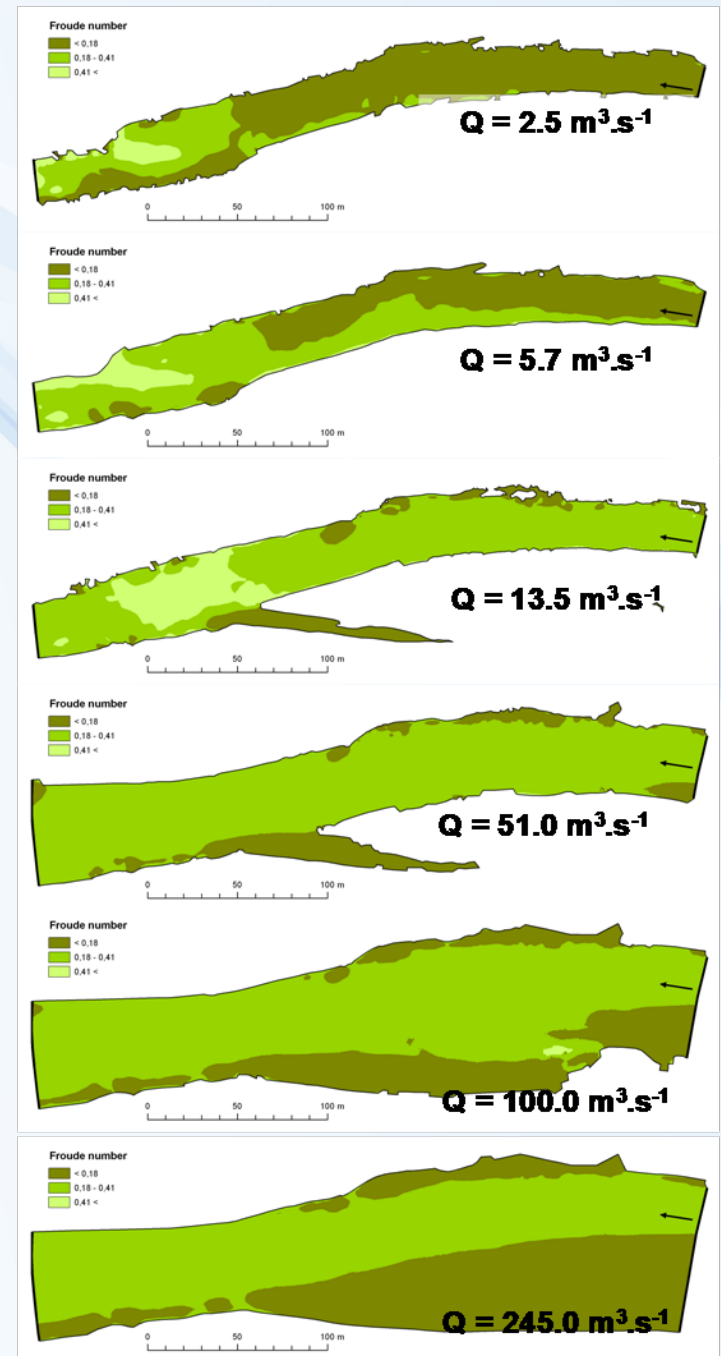 Froude number
< 0,18
0,18 - 0,41
0,41 <
Q = 2.5 m³.s⁻¹
0 50 100 m
Froude number
< 0,18
0,18 - 0,41
0,41 <
Q = 5.7 m³.s⁻¹
0 50 100 m
Froude number
< 0,18
0,18 - 0,41
0,41 <
Q = 13.5 m³.s⁻¹
0 50 100 m
Froude number
< 0,18
0,18 - 0,41
0,41 <
Q = 51.0 m³.s⁻¹
0 50 100 m
Froude number
< 0,18
0,18 - 0,41
0,41 <
Q = 100.0 m³.s⁻¹
0 50 100 m
Froude number
< 0,18
0,18 - 0,41
0,41 <
Q = 245.0 m³.s⁻¹
0 50 100 m